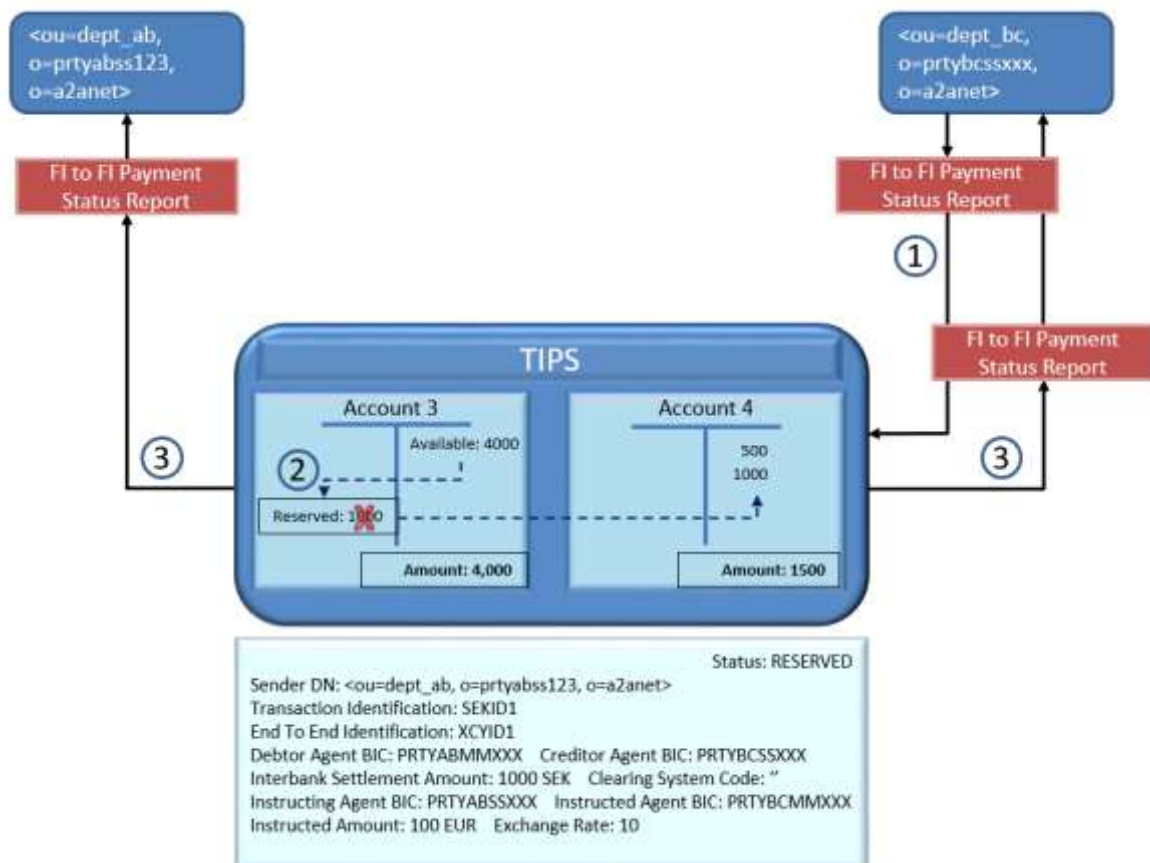 <ou=dept_ab,
o=prtyabss123,
o=a2anet>
<ou=dept_bc,
o=prtybcssxxx,
o=a2anet>
FI to FI Payment
Status Report
FI to FI Payment
Status Report
1
FI to FI Payment
Status Report
TIPS
Account 3
Available: 4000
2
Reserved: 1000
Amount: 4,000
Account 4
500
1000
Amount: 1500
3
3
Status: RESERVED
Sender DN: <ou=dept_ab, o=prtyabss123, o=a2anet>
Transaction Identification: SEKID1
End To End Identification: XCYID1
Debtor Agent BIC: PRTYABMMXXX Creditor Agent BIC: PRTYBCSSXXX
Interbank Settlement Amount: 1000 SEK Clearing System Code: ”
Instructing Agent BIC: PRTYABSSXXX Instructed Agent BIC: PRTYBCMMXXX
Instructed Amount: 100 EUR Exchange Rate: 10